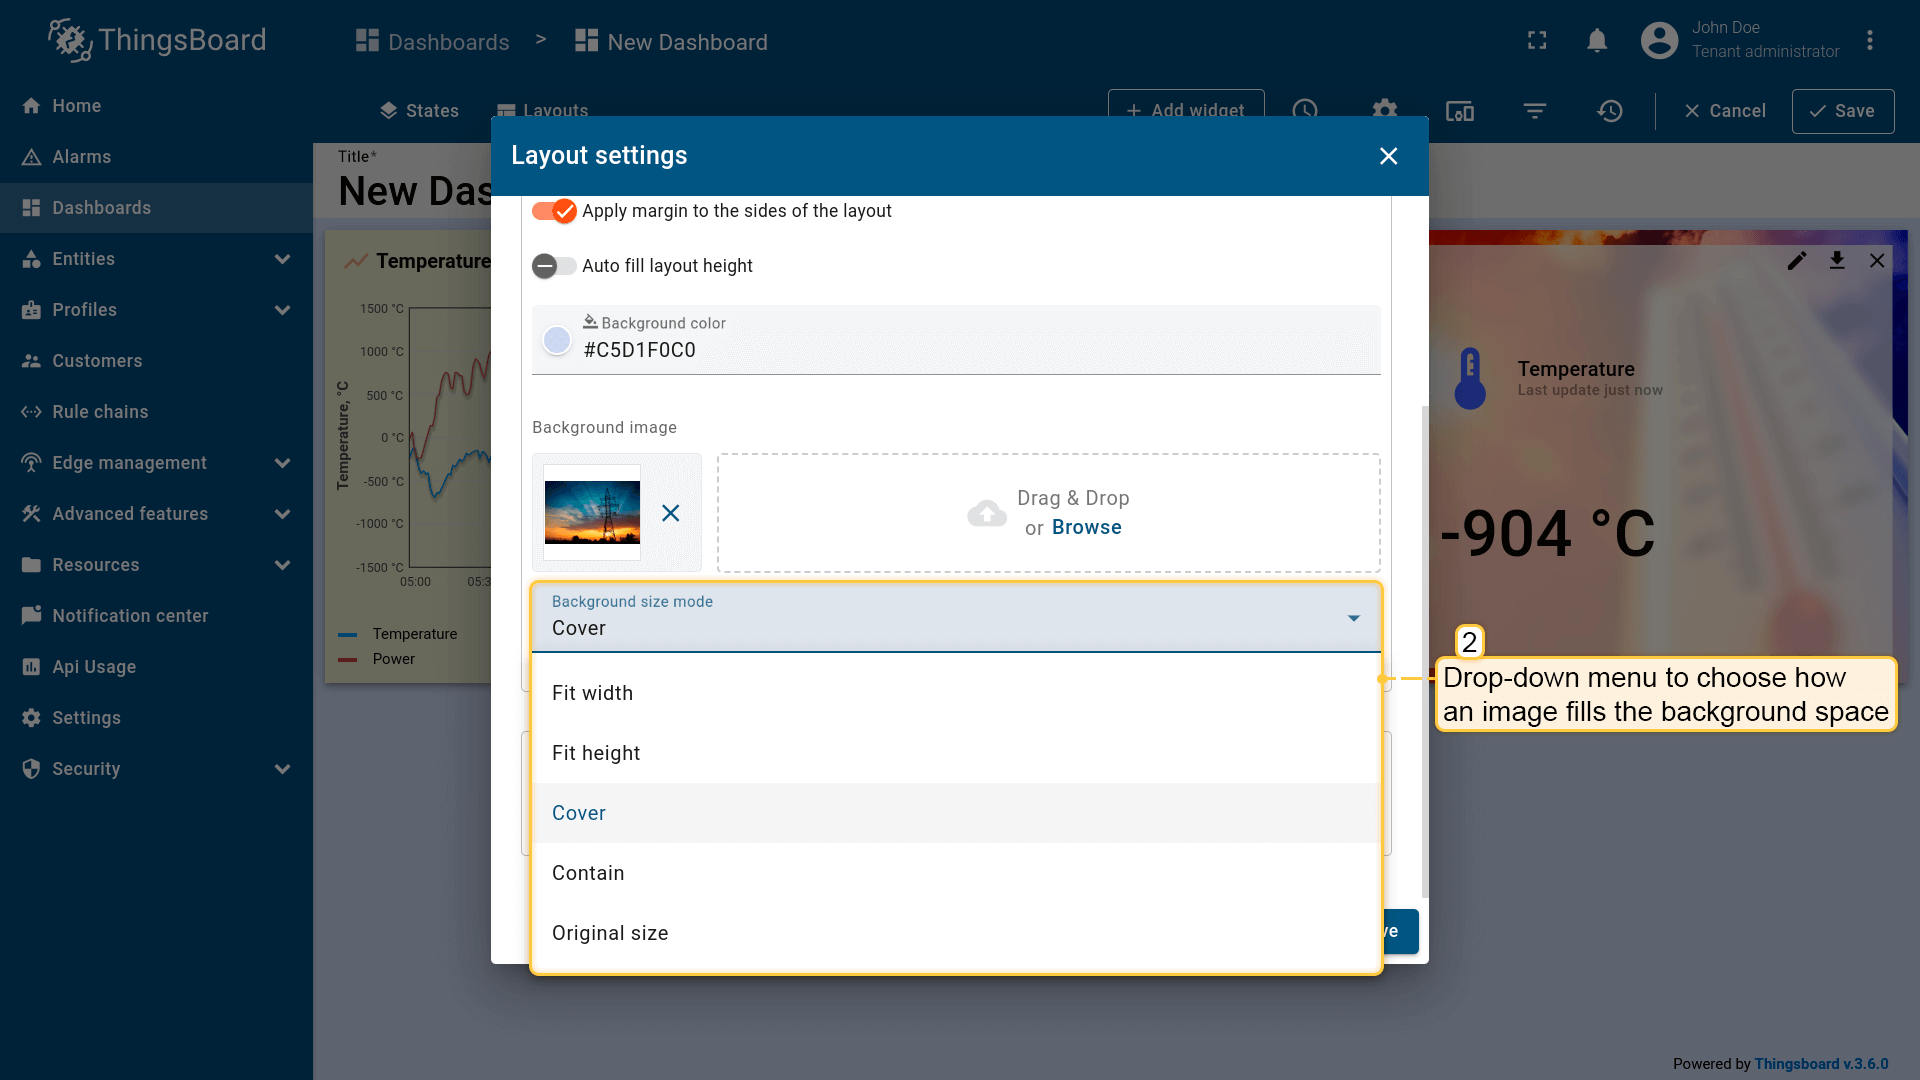 ThingsBoard
Dashboards > New Dashboard
John Doe
Tenant administrator
Home
Alarms
Dashboards
Entities
Profiles
Customers
Rule chains
Edge management
Advanced features
Resources
Notification center
Api Usage
Settings
Security
States
Layouts
+ Add widget
Cancel
Save
Title*
New Das
Temperature
1500 °C
1000 °C
500 °C
0 °C
-500 °C
-1000 °C
-1500 °C
Temperature, °C
05:00
05:3
Temperature
Power
Layout settings
Apply margin to the sides of the layout
Auto fill layout height
Background color
#C5D1F0C0
Background image
Drag & Drop
or Browse
Background size mode
Cover
Fit width
Fit height
Cover
Contain
Original size
ve
Temperature
Last update just now
-904 °C
2
Drop-down menu to choose how
an image fills the background space
Powered by Thingsboard v.3.6.0